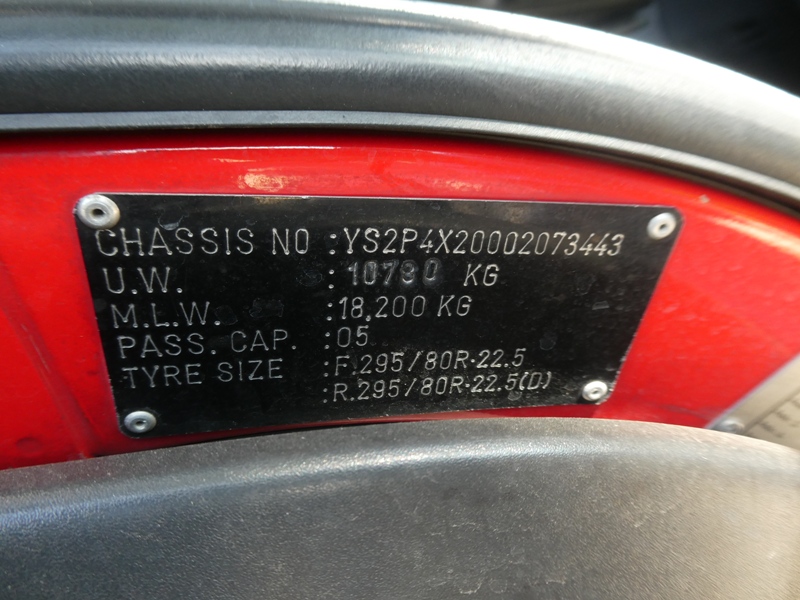 CHASSIS NO :YS2P4X20002073443
U.W. : 10780 KG
M.L.W. :18,200 KG
PASS. CAP. :05
TYRE SIZE :F.295/80R·22.5
:R.295/80R·22.5(D)